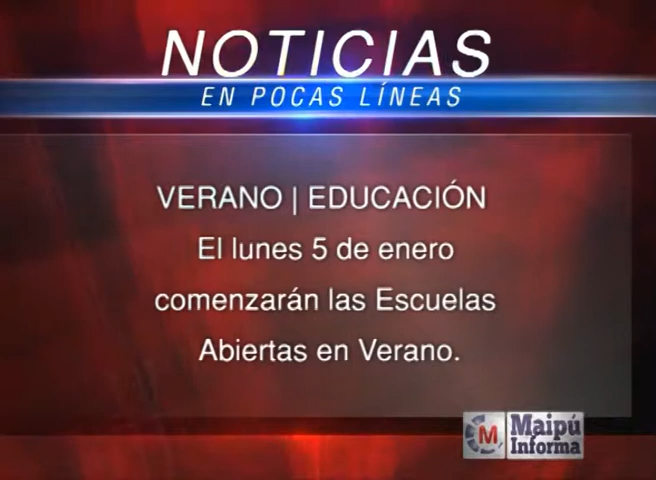 NOTICIAS
EN POCAS LÍNEAS
VERANO | EDUCACIÓN
El lunes 5 de enero
comenzarán las Escuelas
Abiertas en Verano.
M Maipú
Informa